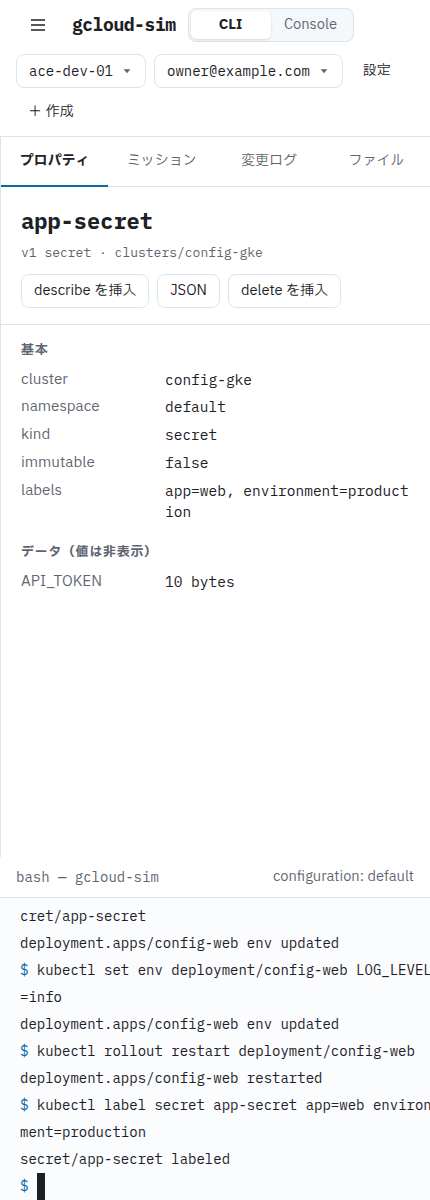 gcloud-sim CLI Console
ace-dev-01 owner@example.com 設定
＋ 作成
プロパティ ミッション 変更ログ ファイル
app-secret
v1 secret · clusters/config-gke
describe を挿入 JSON delete を挿入
基本
cluster config-gke
namespace default
kind secret
immutable false
labels app=web, environment=product
ion
データ（値は非表示）
API_TOKEN 10 bytes
bash — gcloud-sim configuration: default
cret/app-secret
deployment.apps/config-web env updated
$ kubectl set env deployment/config-web LOG_LEVEL
=info
deployment.apps/config-web env updated
$ kubectl rollout restart deployment/config-web
deployment.apps/config-web restarted
$ kubectl label secret app-secret app=web environ
ment=production
secret/app-secret labeled
$